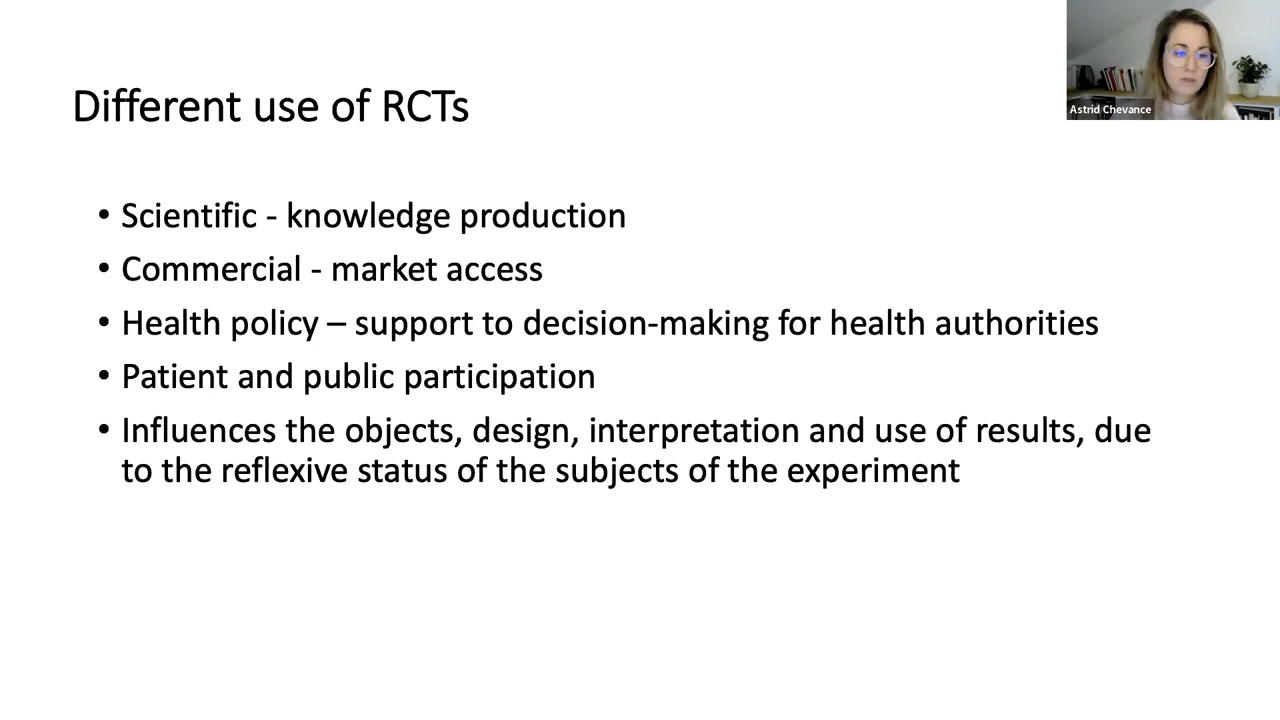 Astrid Chevance
Different use of RCTs
• Scientific - knowledge production
• Commercial - market access
• Health policy – support to decision-making for health authorities
• Patient and public participation
• Influences the objects, design, interpretation and use of results, due
to the reflexive status of the subjects of the experiment